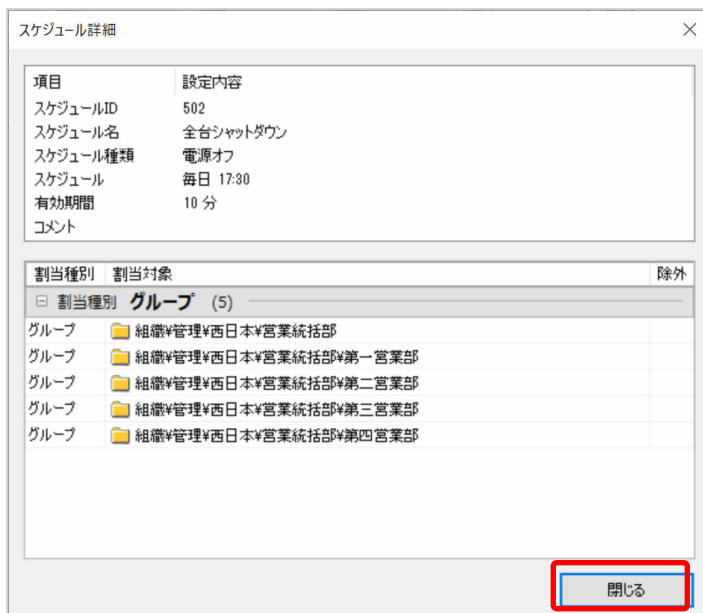 スケジュール詳細
項目 設定内容
スケジュールID 502
スケジュール名 全台シャットダウン
スケジュール種類 電源オフ
スケジュール 毎日 17:30
有効期間 10 分
コメント
割当種別 割当対象 除外
割当種別 グループ (5)
グループ 組織¥管理¥西日本¥営業統括部
グループ 組織¥管理¥西日本¥営業統括部¥第一営業部
グループ 組織¥管理¥西日本¥営業統括部¥第二営業部
グループ 組織¥管理¥西日本¥営業統括部¥第三営業部
グループ 組織¥管理¥西日本¥営業統括部¥第四営業部
閉じる